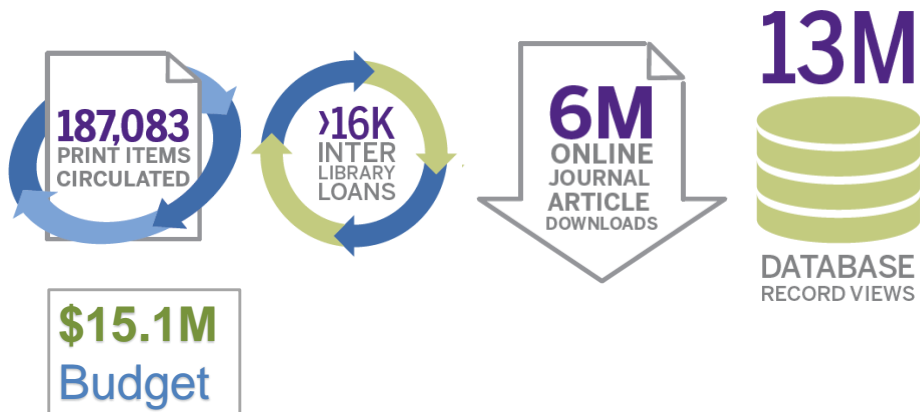 187,083
PRINT ITEMS
CIRCULATED
›16K
INTER
LIBRARY
LOANS
6M
ONLINE
JOURNAL
ARTICLE
DOWNLOADS
13M
DATABASE
RECORD VIEWS
$15.1M
Budget